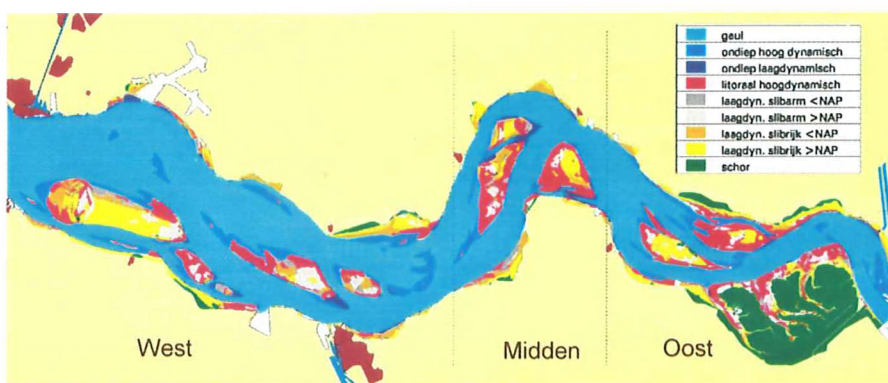 geul
ondiep hoog dynamisch
ondiep laagdynamisch
litoraal hoogdynamisch
laagdyn. slibarm <NAP
laagdyn. slibarm >NAP
laagdyn. slibrijk <NAP
laagdyn. slibrijk >NAP
schor
West
Midden
Oost